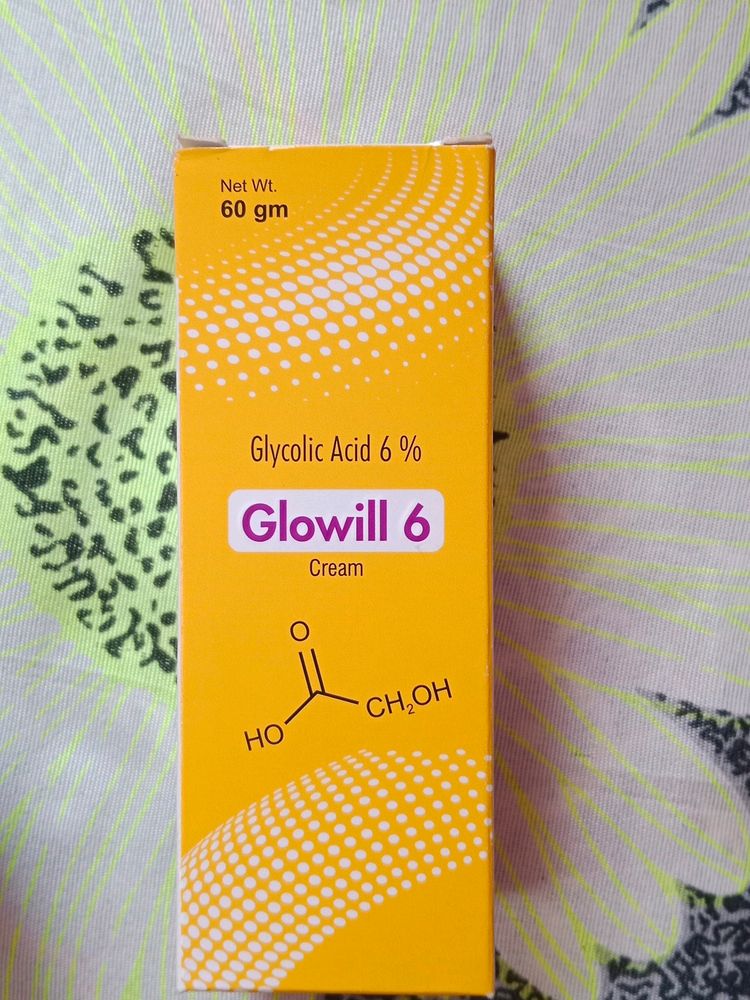 Net Wt.
60 gm
Glycolic Acid 6 %
Glowill 6
Cream
O
HO
CH₂OH